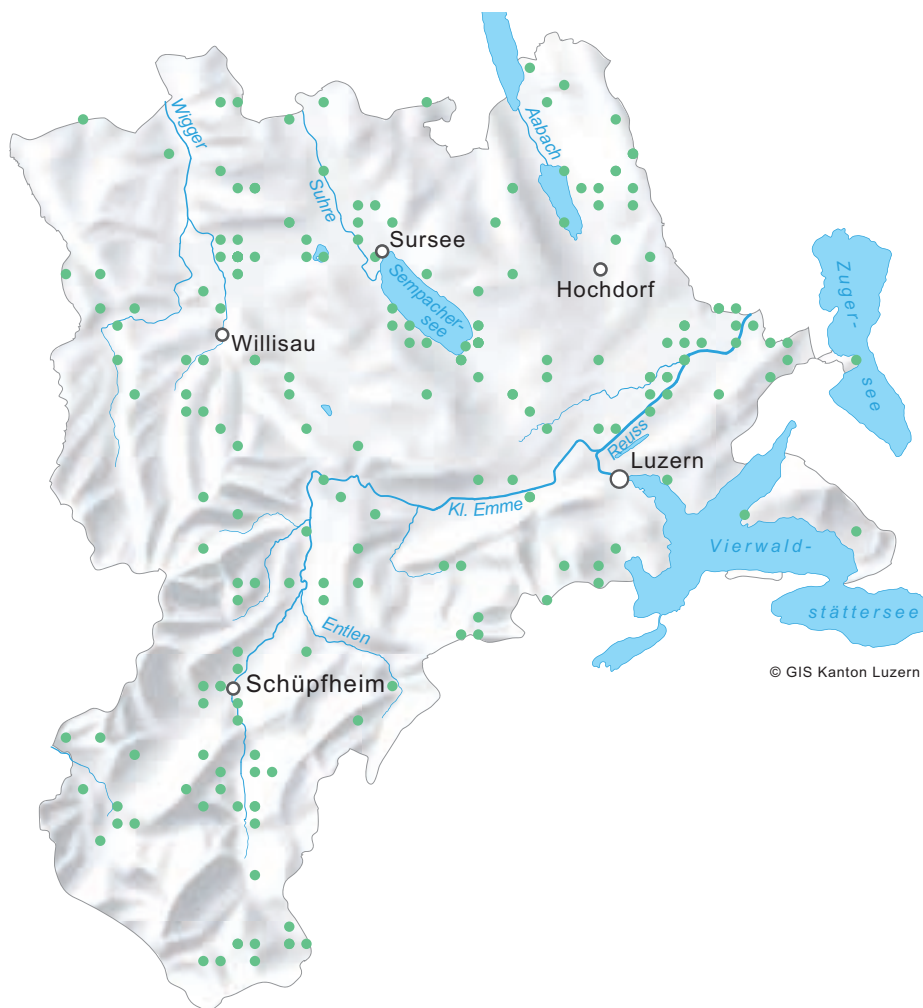 Wigger
Aabach
Suhre
Sursee
Zuger-
see
Hochdorf
Sempacher-
see
Willisau
Reuss
Luzern
Kl. Emme
Vierwald-
stättersee
Entlen
© GIS Kanton Luzern
Schüpfheim